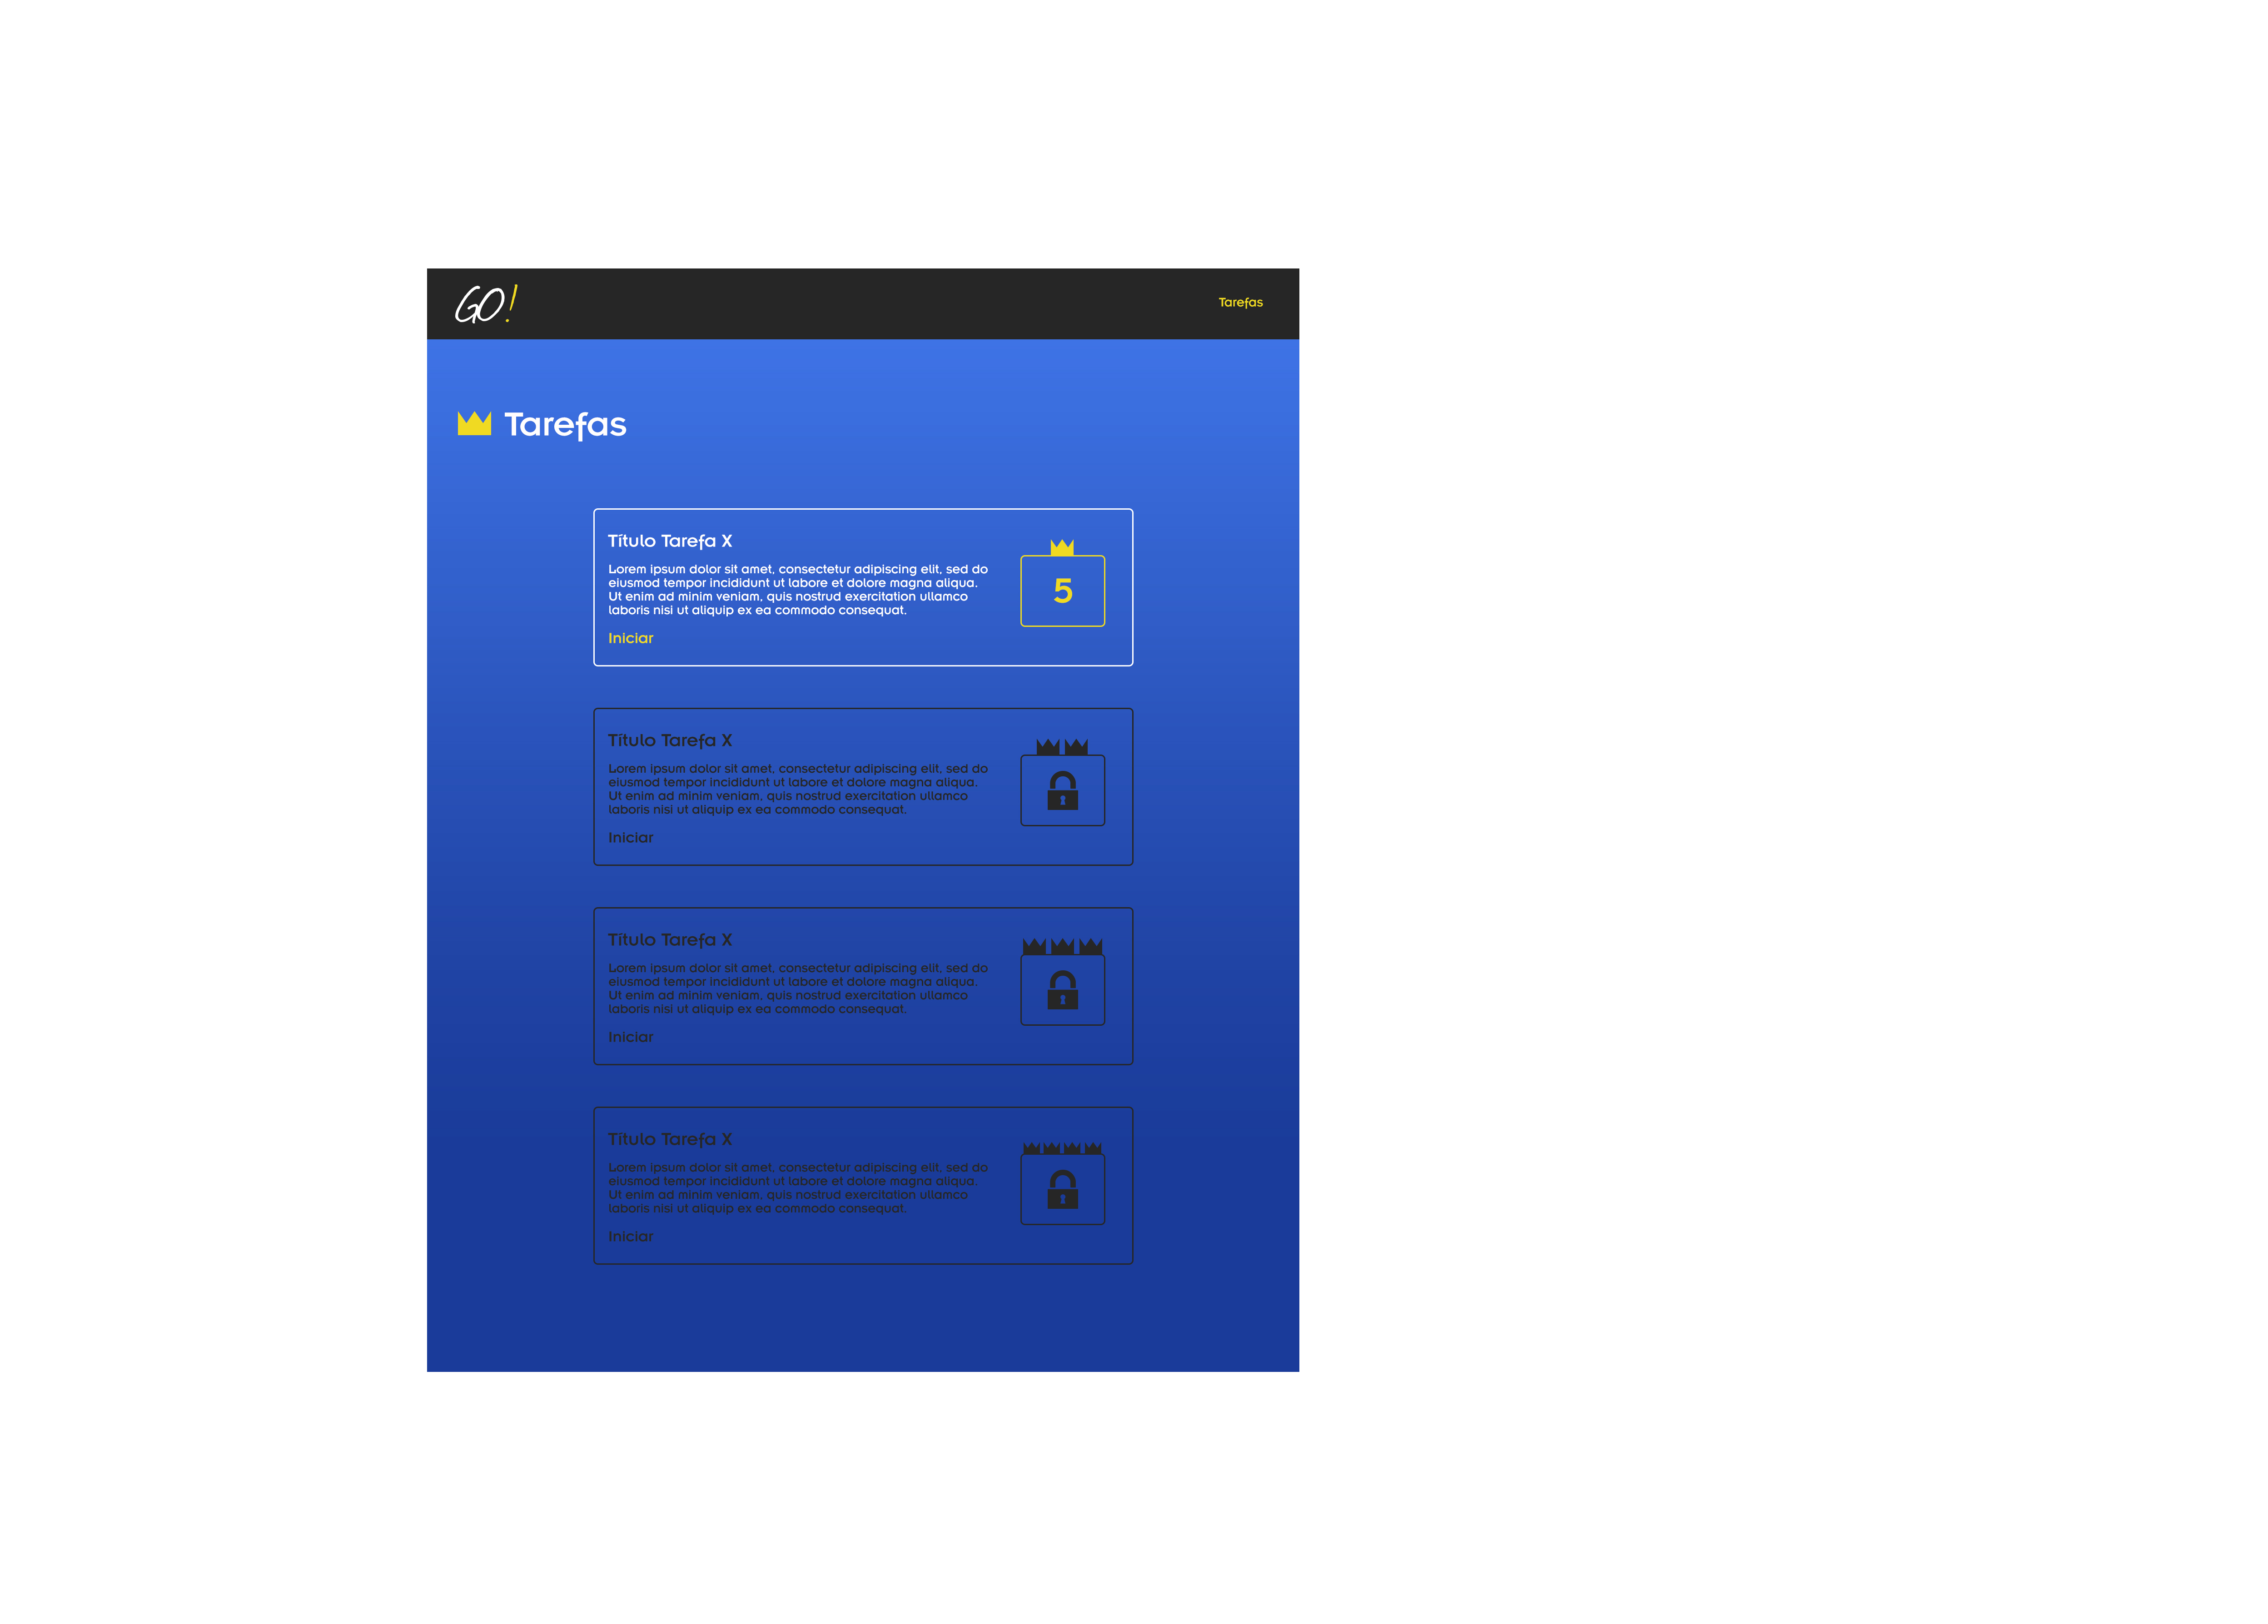 GO!
Tarefas
Tarefas
Título Tarefa X
Lorem ipsum dolor sit amet, consectetur adipiscing elit, sed do
eiusmod tempor incididunt ut labore et dolore magna aliqua.
Ut enim ad minim veniam, quis nostrud exercitation ullamco
laboris nisi ut aliquip ex ea commodo consequat.
Iniciar
5
Título Tarefa X
Lorem ipsum dolor sit amet, consectetur adipiscing elit, sed do
eiusmod tempor incididunt ut labore et dolore magna aliqua.
Ut enim ad minim veniam, quis nostrud exercitation ullamco
laboris nisi ut aliquip ex ea commodo consequat.
Iniciar
Título Tarefa X
Lorem ipsum dolor sit amet, consectetur adipiscing elit, sed do
eiusmod tempor incididunt ut labore et dolore magna aliqua.
Ut enim ad minim veniam, quis nostrud exercitation ullamco
laboris nisi ut aliquip ex ea commodo consequat.
Iniciar
Título Tarefa X
Lorem ipsum dolor sit amet, consectetur adipiscing elit, sed do
eiusmod tempor incididunt ut labore et dolore magna aliqua.
Ut enim ad minim veniam, quis nostrud exercitation ullamco
laboris nisi ut aliquip ex ea commodo consequat.
Iniciar